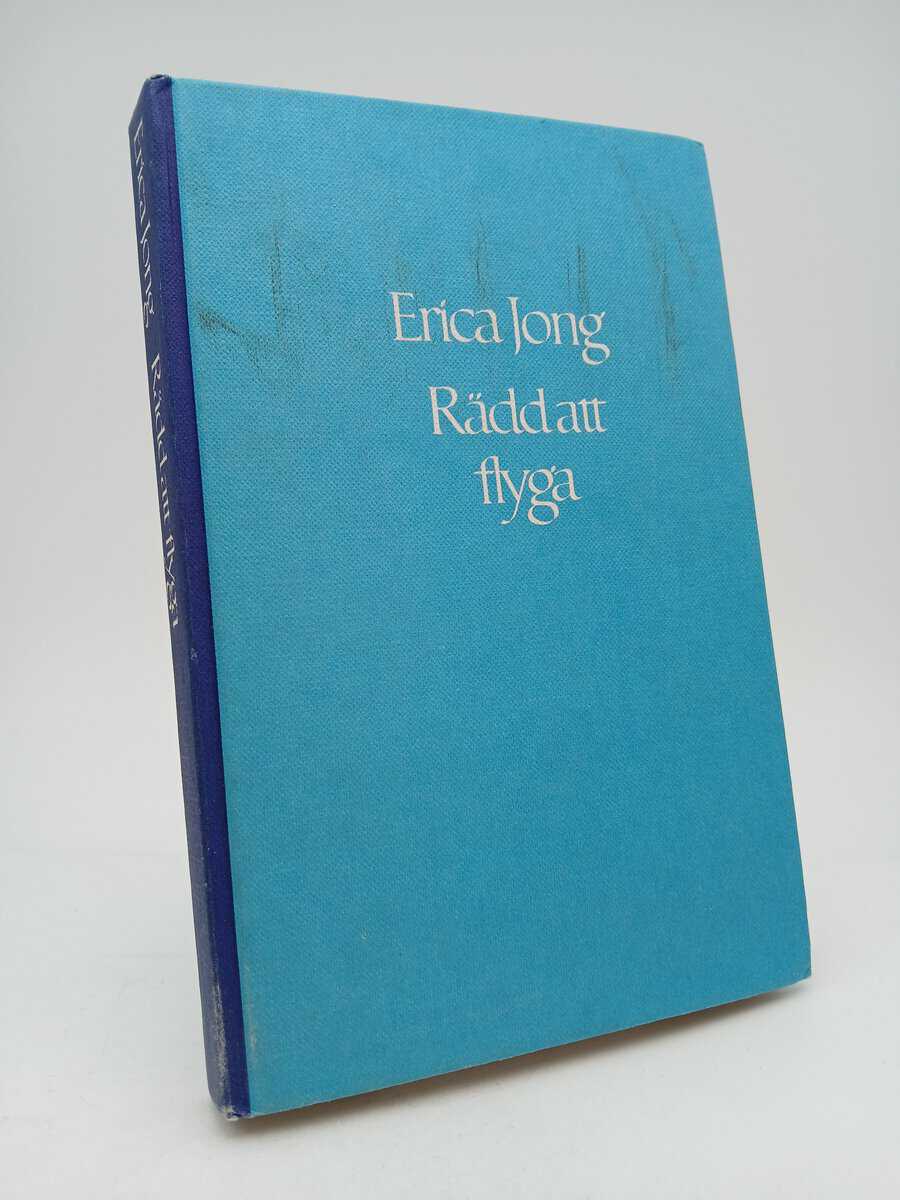 Erica Jong
Rädd att
flyga
Erica Jong Rädd att flyga